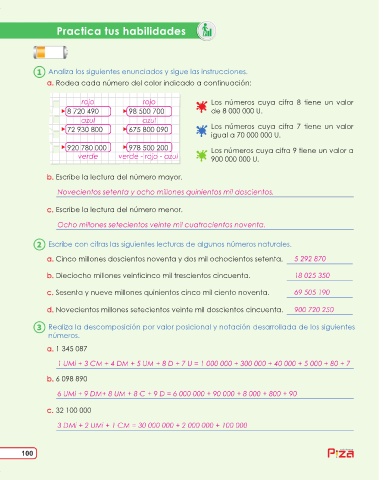 Practica tus habilidades
1 Analiza los siguientes enunciados y sigue las instrucciones.
a. Rodea cada número del color indicado a continuación:
rojo rojo
8 720 490 98 500 700
azul azul
72 930 800 675 800 090
920 780 000 978 500 200
verde verde - rojo - azul
Los números cuya cifra 8 tiene un valor
de 8 000 000 U.
Los números cuya cifra 7 tiene un valor
igual a 70 000 000 U.
Los números cuya cifra 9 tiene un valor a
900 000 000 U.
b. Escribe la lectura del número mayor.
Novecientos setenta y ocho millones quinientos mil doscientos.
c. Escribe la lectura del número menor.
Ocho millones setecientos veinte mil cuatrocientos noventa.
2 Escribe con cifras las siguientes lecturas de algunos números naturales.
a. Cinco millones doscientos noventa y dos mil ochocientos setenta. 5 292 870
b. Dieciocho millones veinticinco mil trescientos cincuenta. 18 025 350
c. Sesenta y nueve millones quinientos cinco mil ciento noventa. 69 505 190
d. Novecientos millones setecientos veinte mil doscientos cincuenta. 900 720 250
3 Realiza la descomposición por valor posicional y notación desarrollada de los siguientes
números.
a. 1 345 087
1 UMi + 3 CM + 4 DM + 5 UM + 8 D + 7 U = 1 000 000 + 300 000 + 40 000 + 5 000 + 80 + 7
b. 6 098 890
6 UMi + 9 DM+ 8 UM + 8 C + 9 D = 6 000 000 + 90 000 + 8 000 + 800 + 90
c. 32 100 000
3 DMi + 2 UMi + 1 CM = 30 000 000 + 2 000 000 + 100 000
100